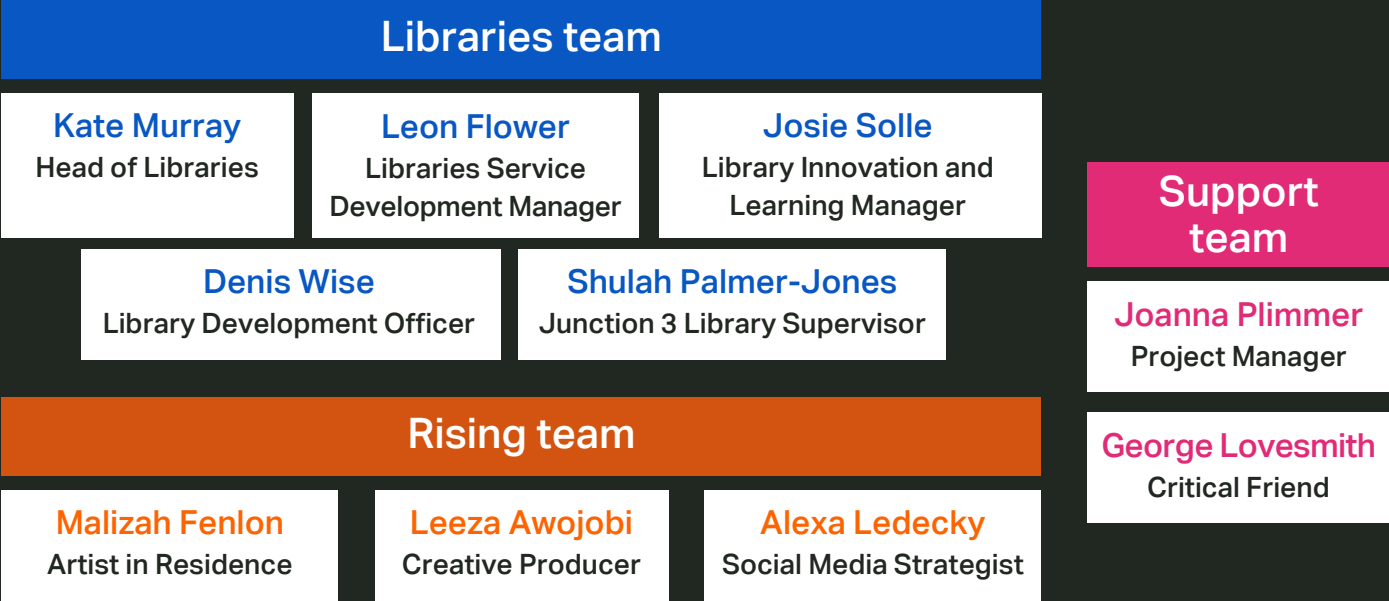 Libraries team
Kate Murray
Head of Libraries
Leon Flower
Libraries Service
Development Manager
Josie Solle
Library Innovation and
Learning Manager
Denis Wise
Library Development Officer
Shulah Palmer-Jones
Junction 3 Library Supervisor
Rising team
Malizah Fenlon
Artist in Residence
Leeza Awojobi
Creative Producer
Alexa Ledecky
Social Media Strategist
Support
team
Joanna Plimmer
Project Manager
George Lovesmith
Critical Friend